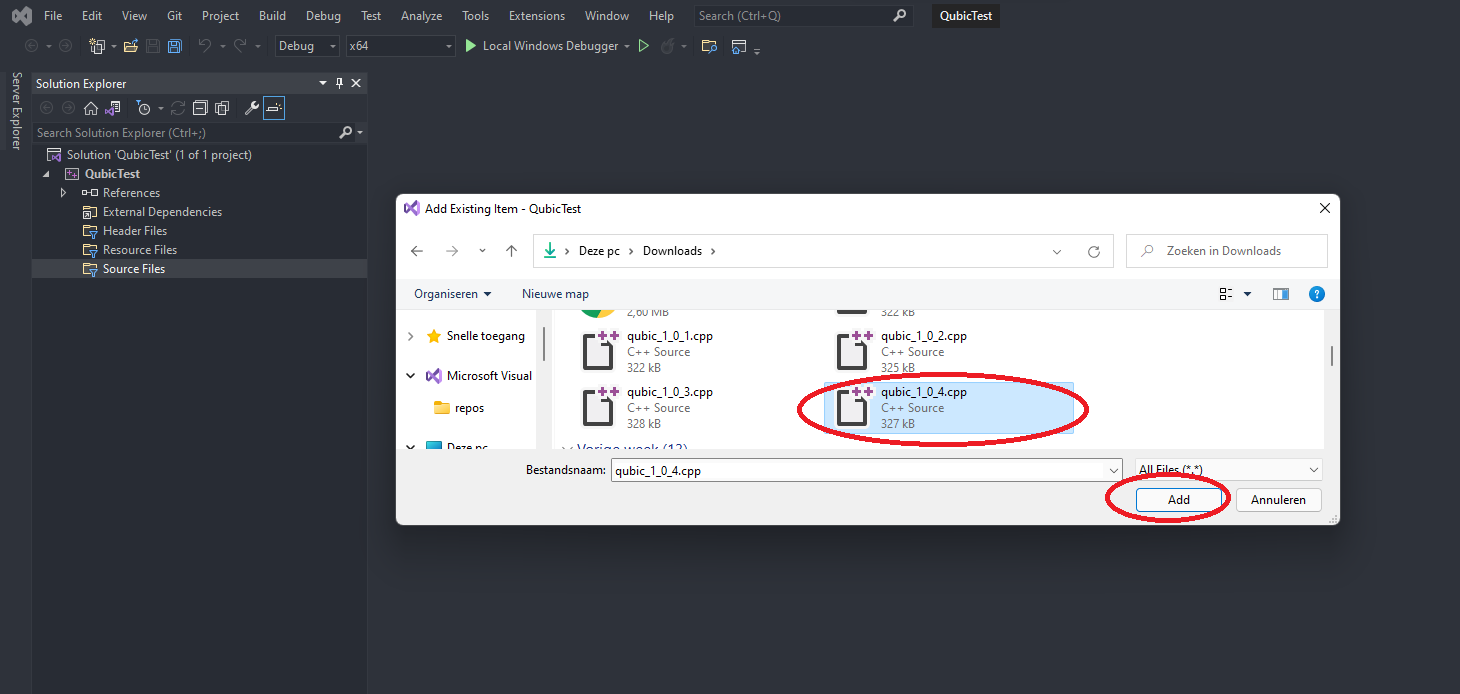 File Edit View Git Project Build Debug Test Analyze Tools Extensions Window Help Search (Ctrl+Q) QubicTest
Debug x64 Local Windows Debugger
Server Explorer
Solution Explorer
Search Solution Explorer (Ctrl+;)
Solution 'QubicTest' (1 of 1 project)
QubicTest
References
External Dependencies
Header Files
Resource Files
Source Files
Add Existing Item - QubicTest
Deze pc Downloads Zoeken in Downloads
Organiseren Nieuwe map
Snelle toegang
Microsoft Visual
repos
Deze pc
2,60 MB 322 kB
qubic_1_0_1.cpp
C++ Source
322 kB
qubic_1_0_2.cpp
C++ Source
325 kB
qubic_1_0_3.cpp
C++ Source
328 kB
qubic_1_0_4.cpp
C++ Source
327 kB
Vorige week (12)
Bestandsnaam: qubic_1_0_4.cpp All Files (*.*)
Add Annuleren